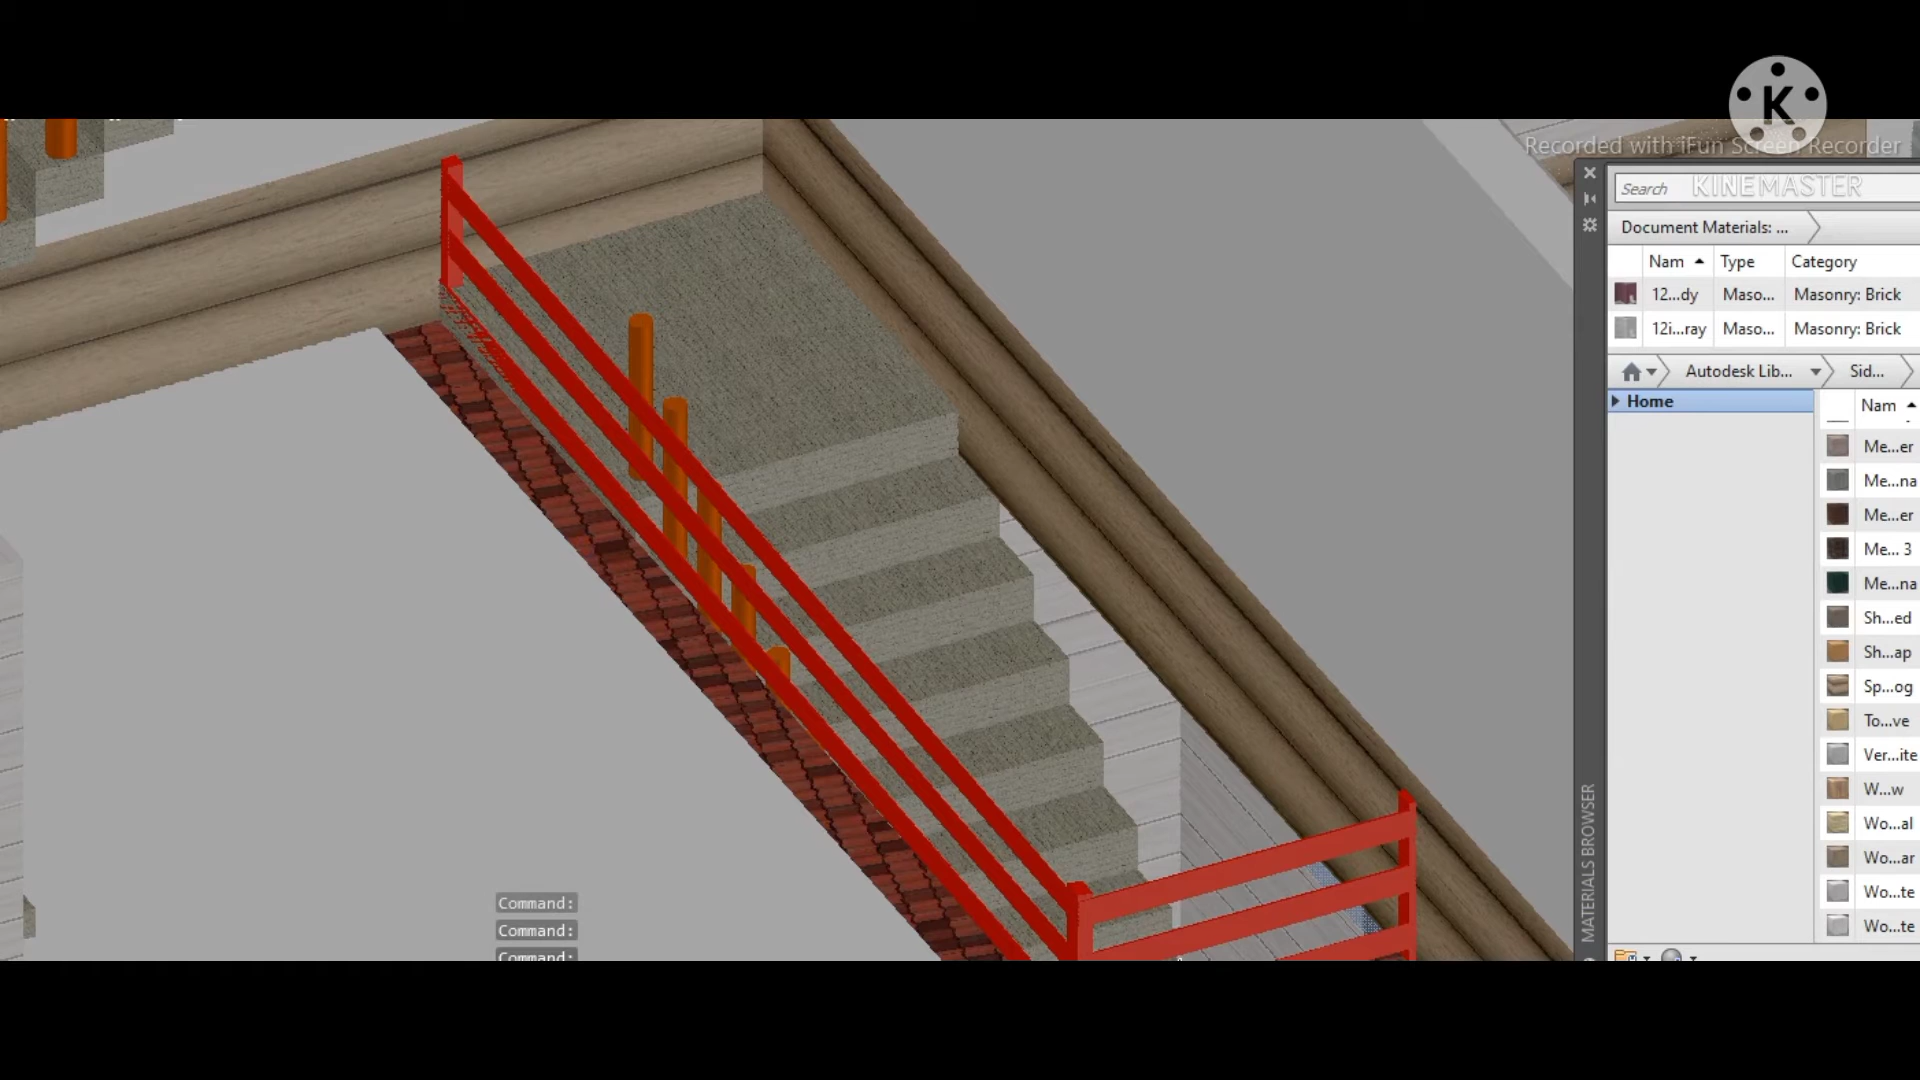 K
Recorded with iFun Screen Recorder
Search
KINEMASTER
Document Materials: ...
Nam Type Category
12...dy Maso... Masonry: Brick
12i...ray Maso... Masonry: Brick
Autodesk Lib... Sid...
Home
Nam
Me...er
Me...na
Me...er
Me... 3
Me...na
Sh...ed
Sh...ap
Sp...og
To...ve
Ver...ite
W...w
Wo...al
Wo...ar
Wo...te
Wo...te
MATERIALS BROWSER
Command:
Command:
Command: